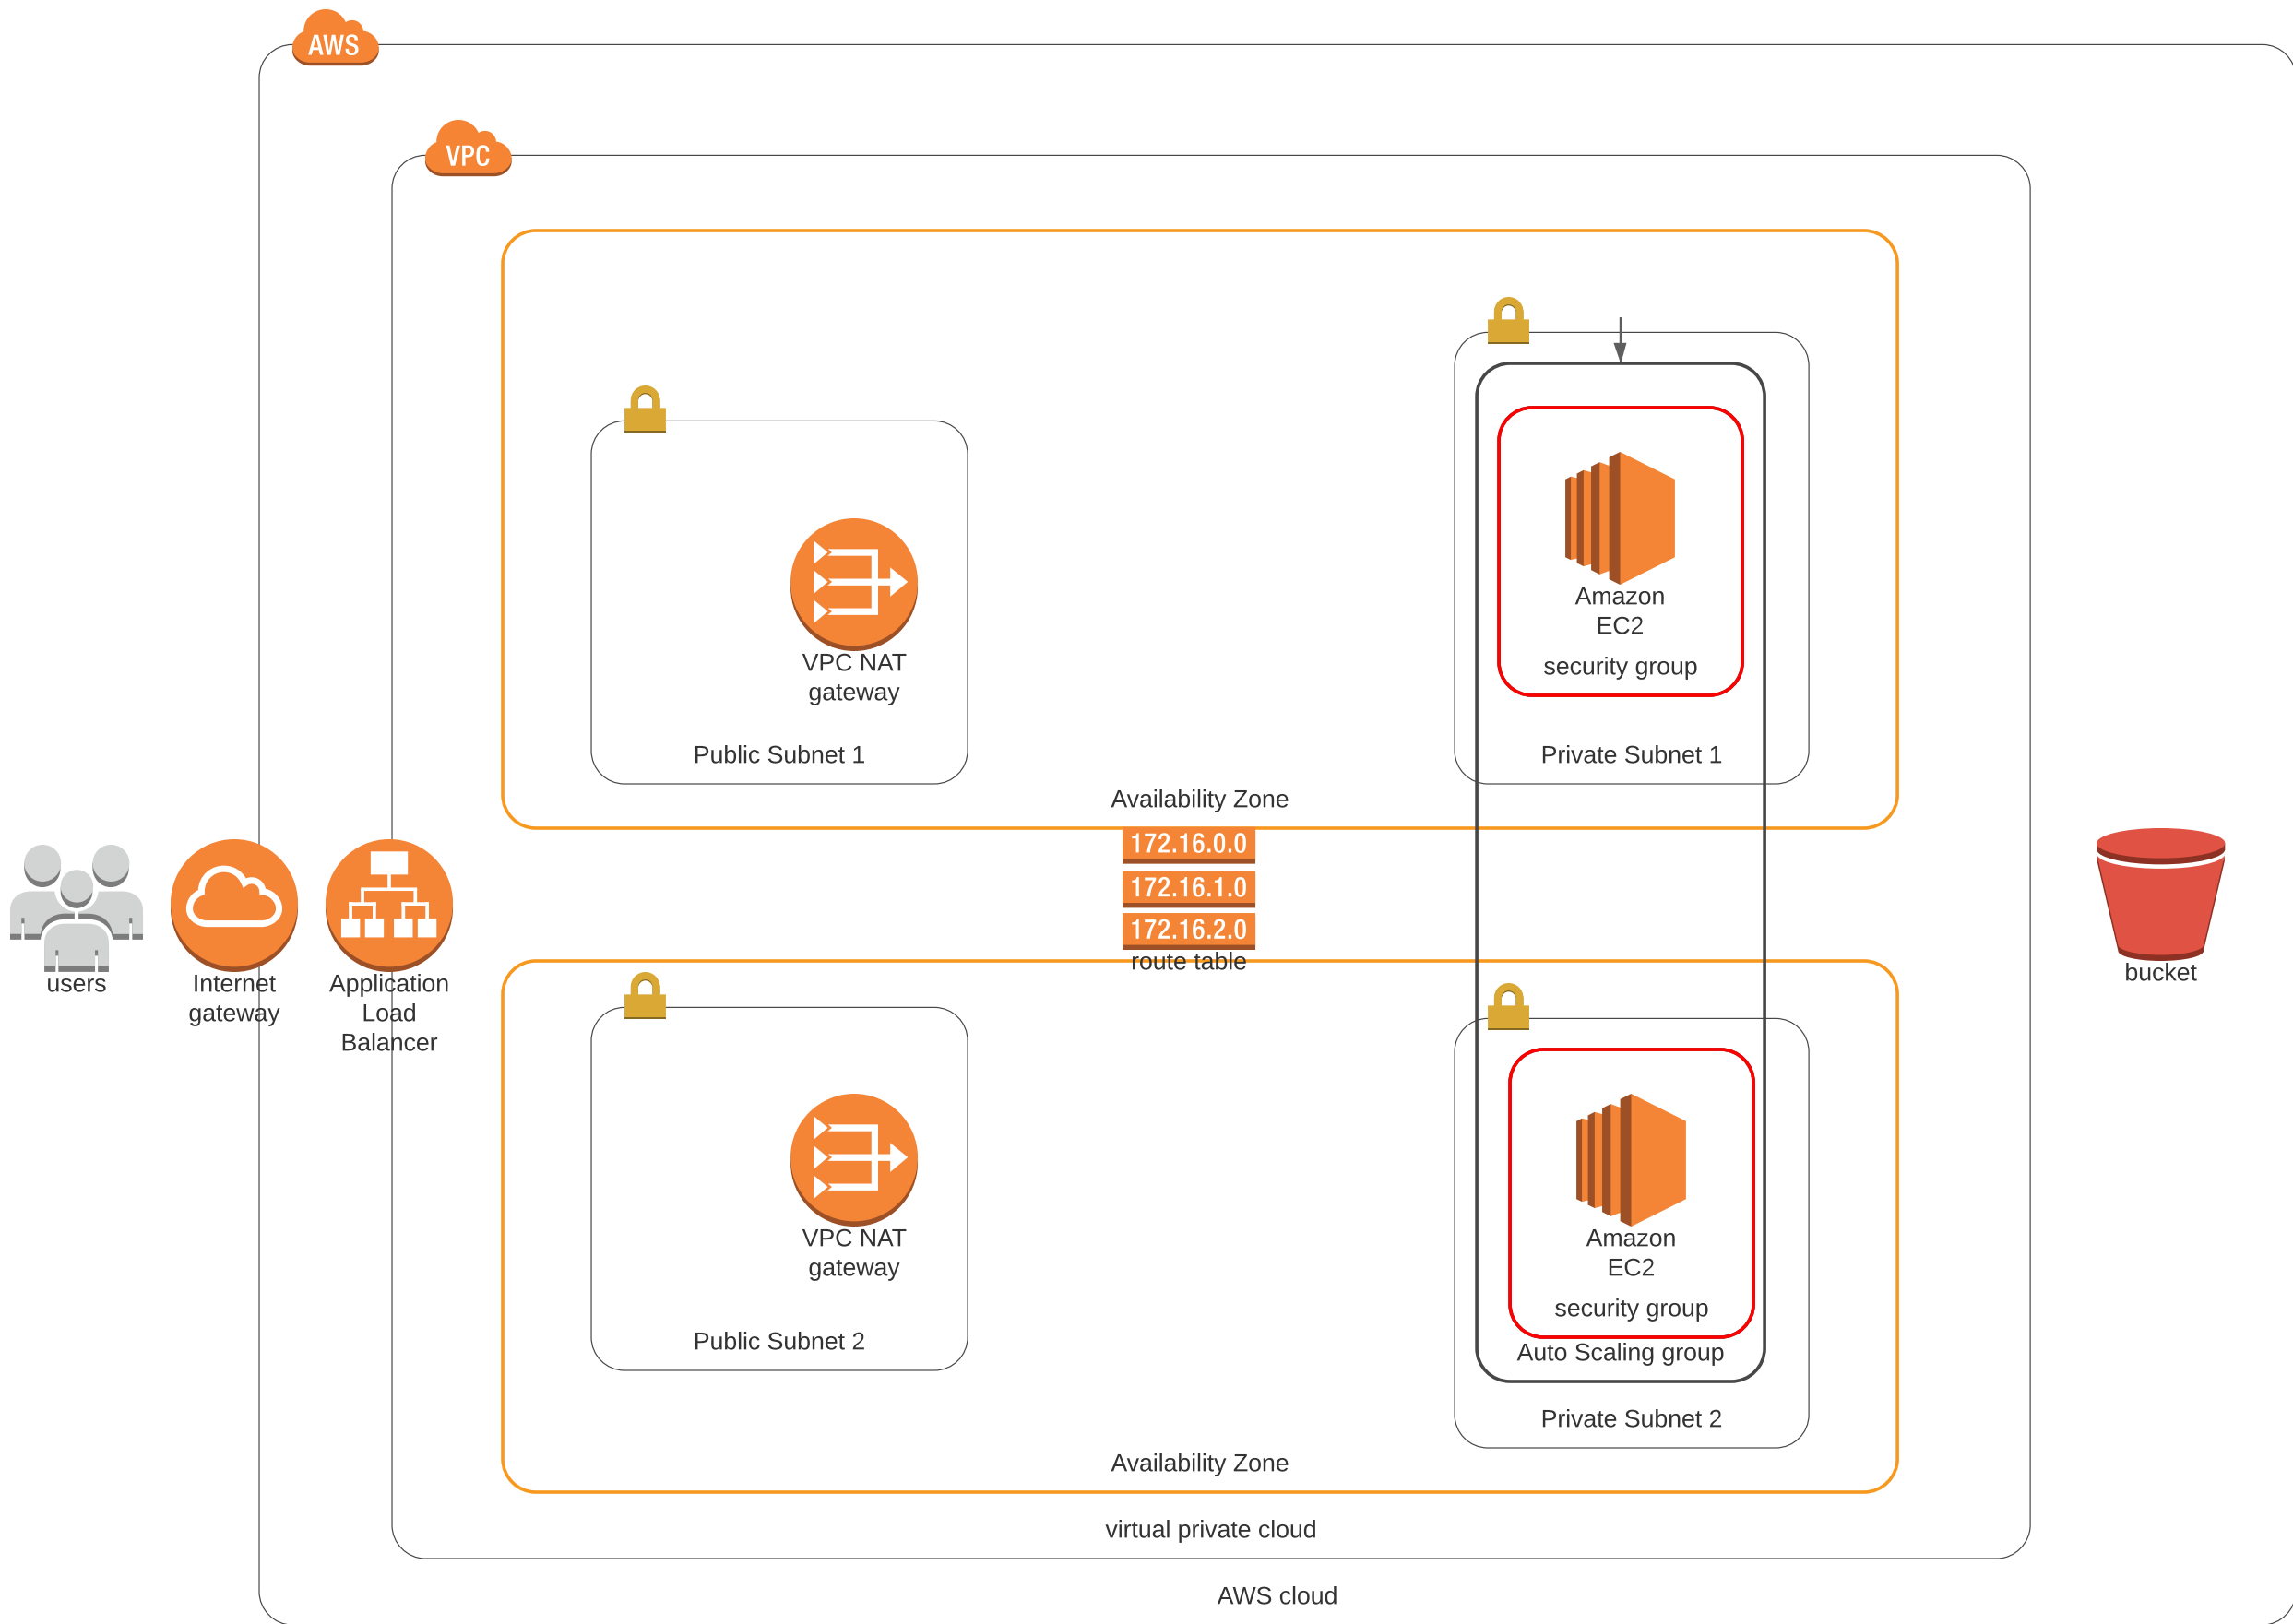 AWS
VPC
Amazon
EC2
security group
VPC NAT
gateway
Public Subnet 1
Private Subnet 1
Availability Zone
172.16.0.0
172.16.1.0
172.16.2.0
route table
users
Internet
gateway
Application
Load
Balancer
bucket
VPC NAT
gateway
Amazon
EC2
security group
Public Subnet 2
Auto Scaling group
Private Subnet 2
Availability Zone
virtual private cloud
AWS cloud